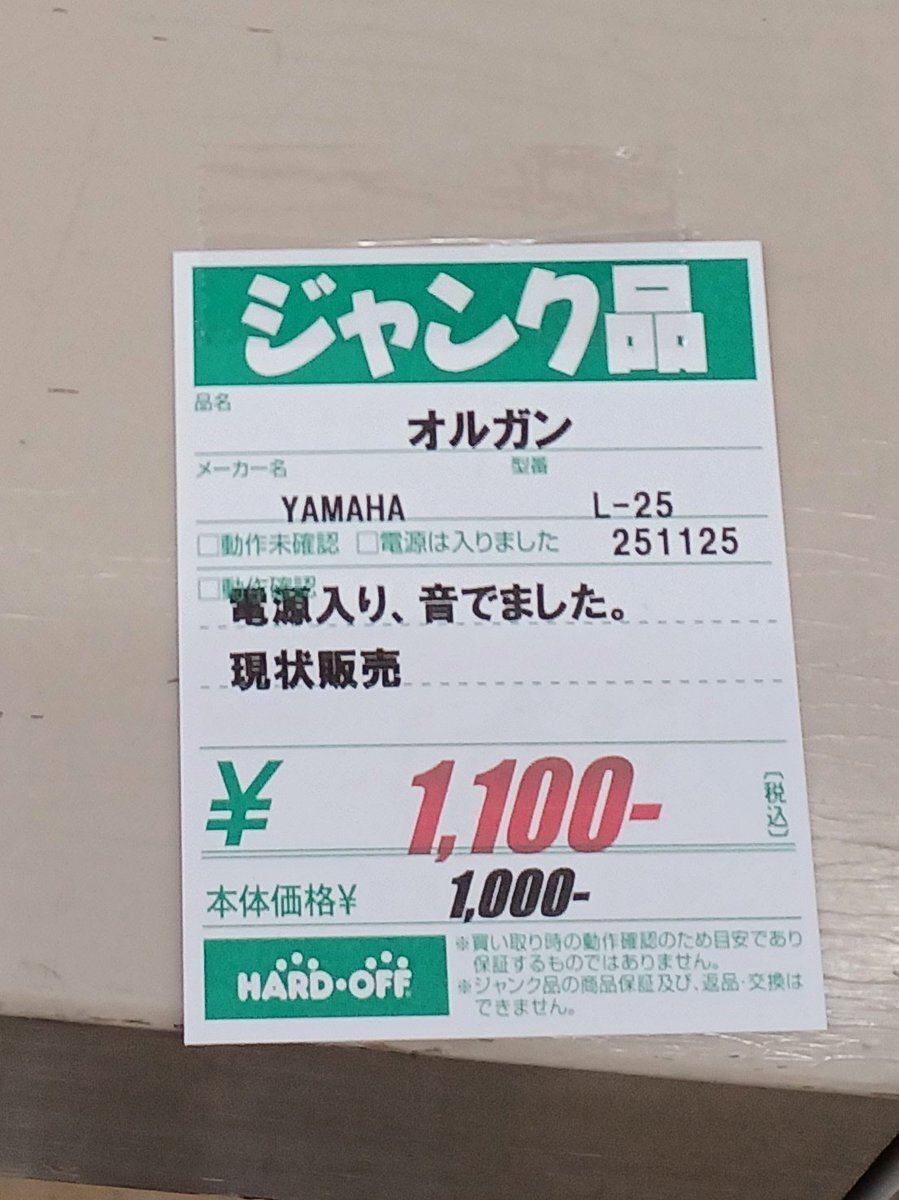 ジャンク品
品名
オルガン
メーカー名 型番
YAMAHA L-25
□動作未確認 □電源は入りました 251125
□動作確認
電源入り、音でました。
現状販売
¥ 1,100- (税込)
本体価格¥ 1,000-
HARD・OFF
※買い取り時の動作確認のため目安であり
保証するものではありません。
※ジャンク品の商品保証及び、返品・交換は
できません。